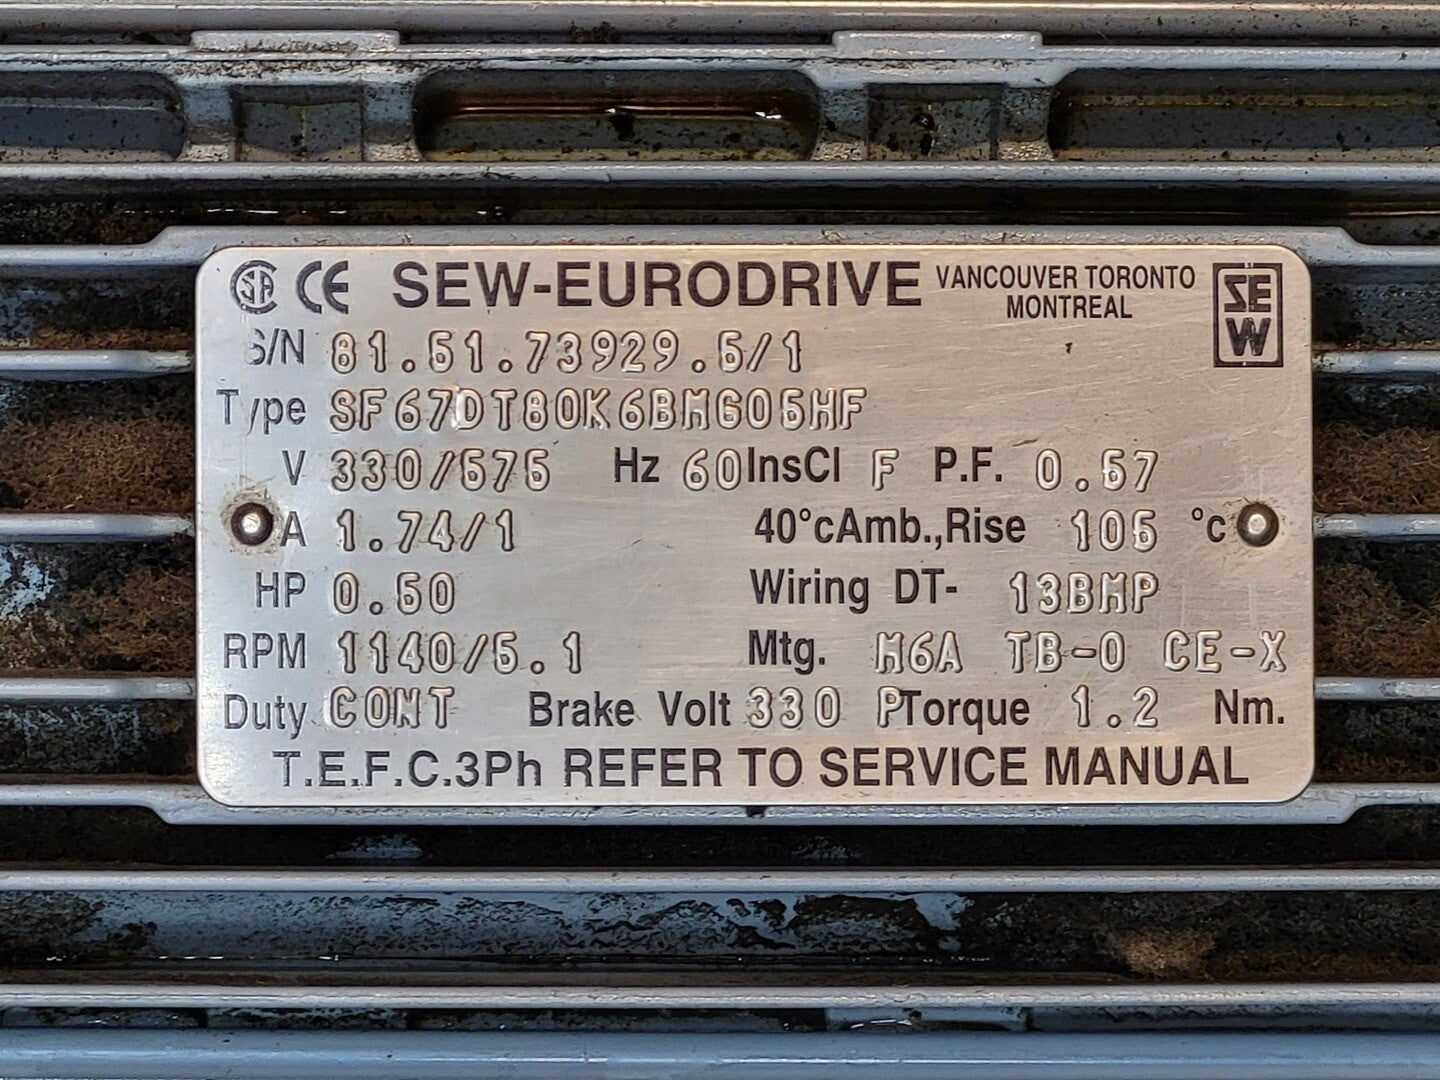 CSA CE SEW-EURODRIVE VANCOUVER TORONTO MONTREAL SEW
S/N 81.51.73929.5/1
Type SF67DT80K6BMG05HF
V 330/575 Hz 60 InsCl F P.F. 0.57
A 1.74/1 40°cAmb.,Rise 105 °c
HP 0.50 Wiring DT- 13BMP
RPM 1140/5.1 Mtg. M6A TB-0 CE-X
Duty CONT Brake Volt 330 P Torque 1.2 Nm.
T.E.F.C.3Ph REFER TO SERVICE MANUAL